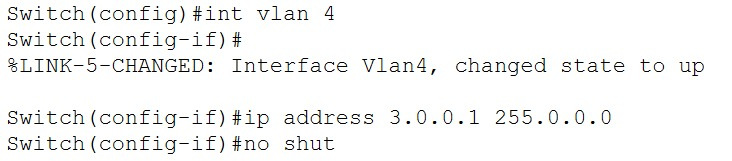 Switch(config)#int vlan 4
Switch(config-if)#
%LINK-5-CHANGED: Interface Vlan4, changed state to up
Switch(config-if)#ip address 3.0.0.1 255.0.0.0
Switch(config-if)#no shut